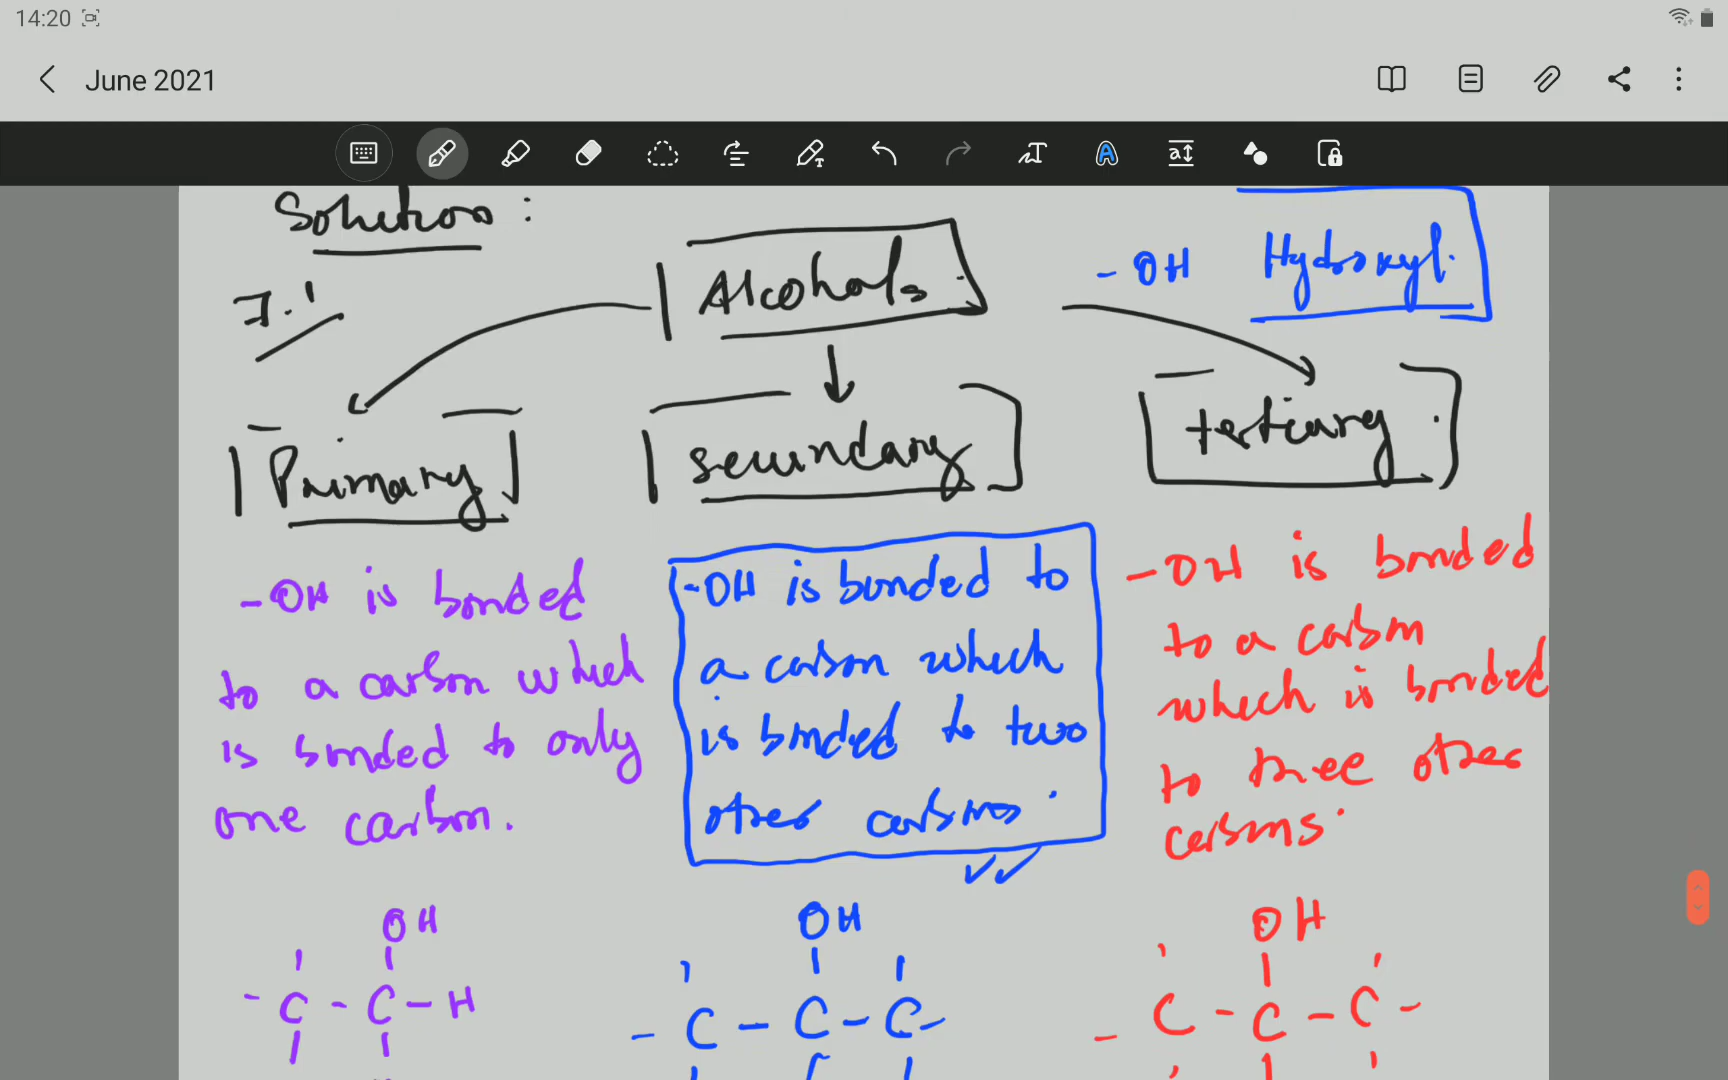 14:20
June 2021
Solution :
Alcohols
- OH Hydroxyl.
7.1
Primary
secundary
tertiary
-OH is bonded
to a carbon which
is bonded to only
one carbon.
-OH is bonded to
a carbon which
is bonded to two
other carbons.
-OH is bonded
to a carbon
which is bonded
to three other
carbons.
OH
- C - C - H
OH
- C - C - C -
OH
- C - C - C -